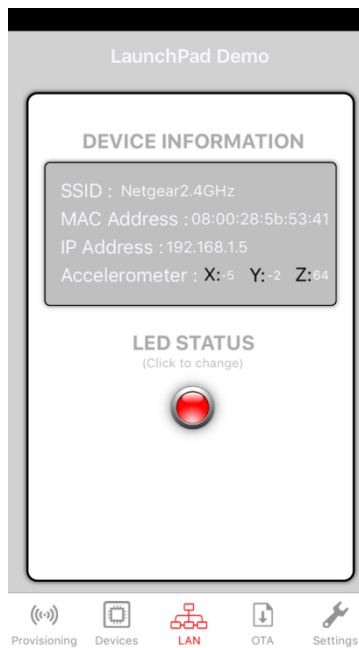 LaunchPad Demo
DEVICE INFORMATION
SSID : Netgear2.4GHz
MAC Address : 08:00:28:5b:53:41
IP Address : 192.168.1.5
Accelerometer : X:-5 Y:-2 Z:64
LED STATUS
(Click to change)
Provisioning Devices LAN OTA Settings